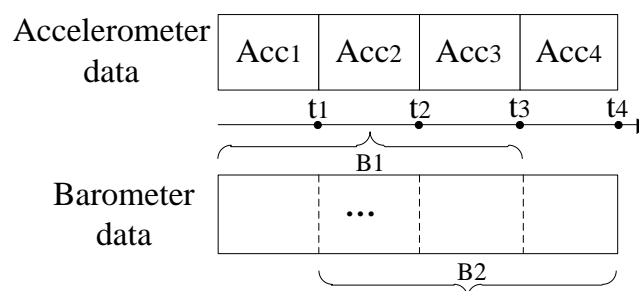 Accelerometer data
Acc1 Acc2 Acc3 Acc4
t1 t2 t3 t4
B1
Barometer data
...
B2